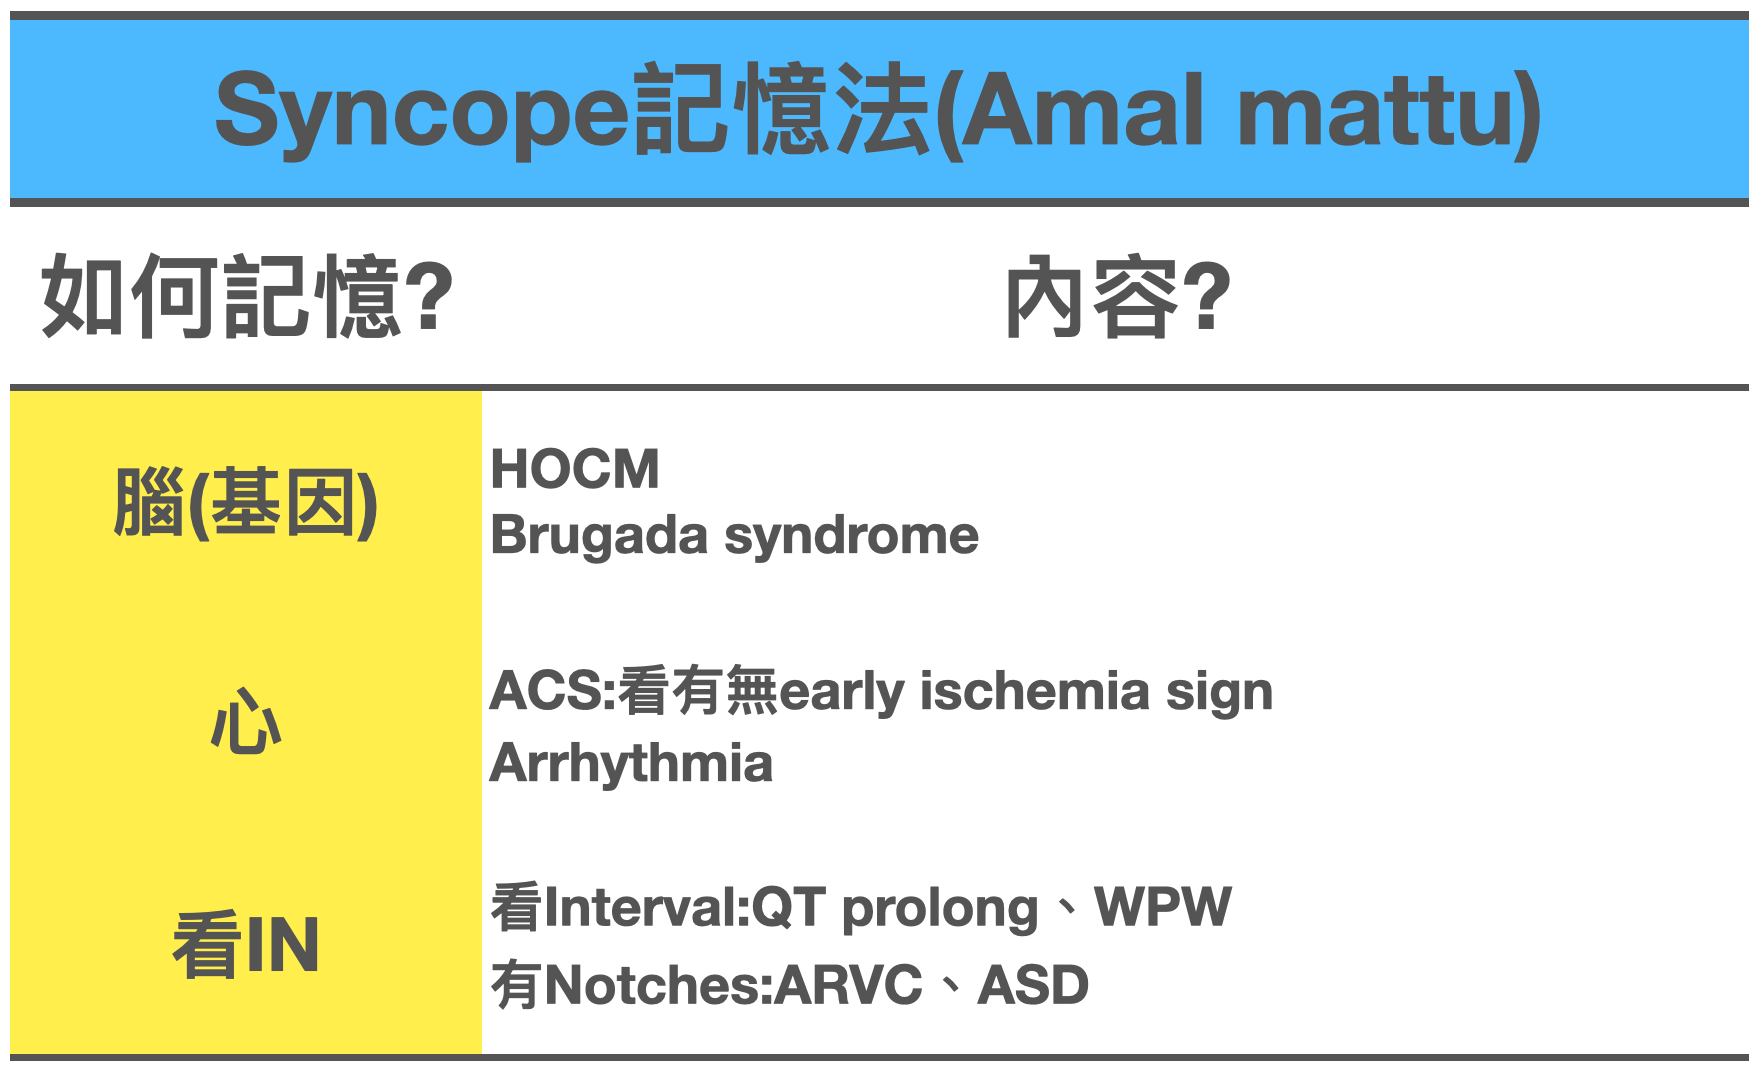 Syncope記憶法(Amal mattu)
如何記憶?
內容?
腦(基因)
HOCM
Brugada syndrome
心
ACS:看有無early ischemia sign
Arrhythmia
看IN
看Interval:QT prolong、WPW
有Notches:ARVC、ASD